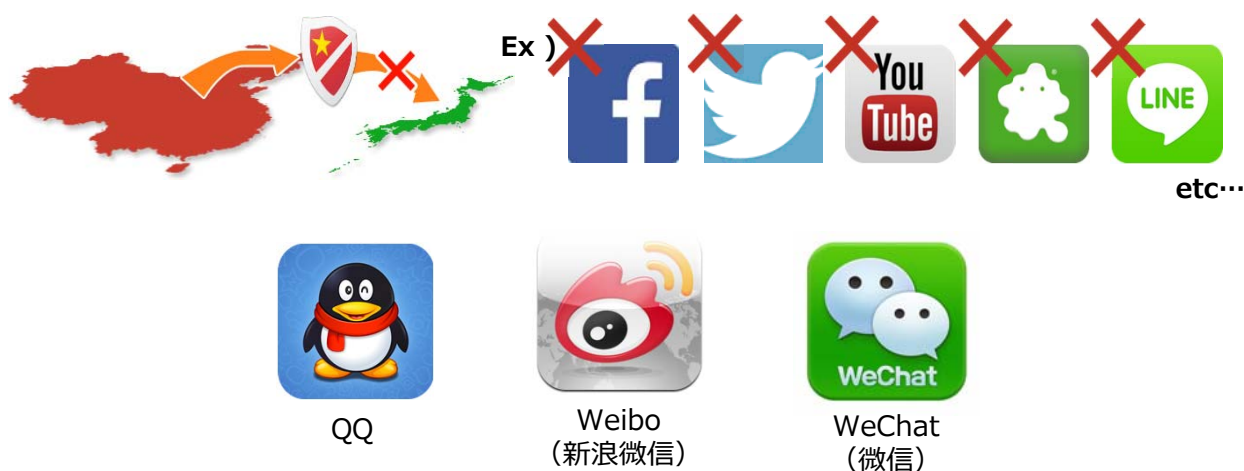 Ex )
You
Tube
LINE
etc…
WeChat
QQ
Weibo
（新浪微信）
WeChat
（微信）